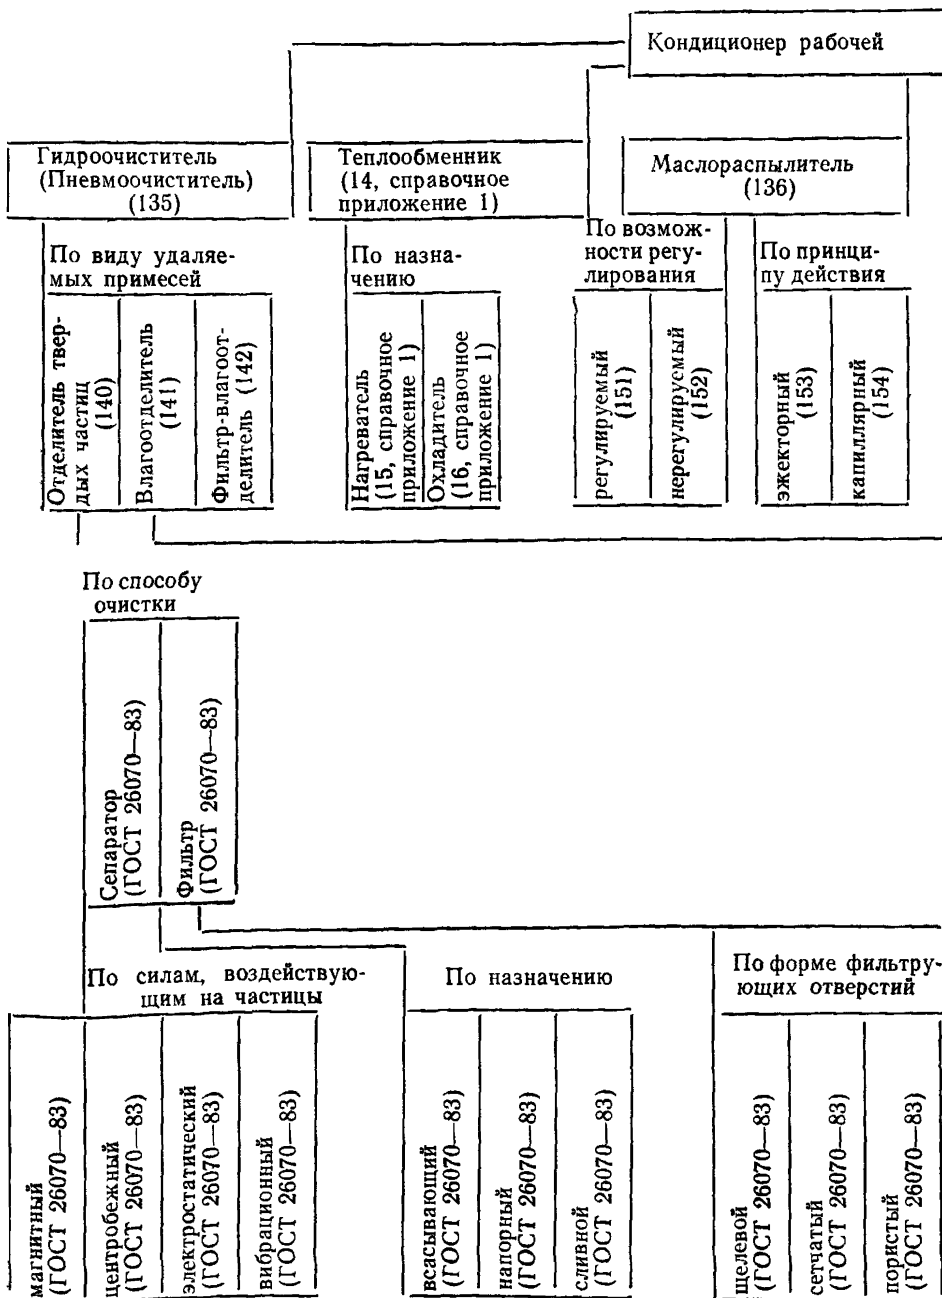 Кондиционер рабочей
Гидроочиститель
(Пневмоочиститель)
(135)
Теплообменник
(14, справочное
приложение 1)
Маслораспылитель
(136)
По виду удаляе-
мых примесей
По назна-
чению
По возмож-
ности регу-
лирования
По принци-
пу действия
Отделитель твер-
дых частиц
(140)
Влагоотделитель
(141)
Фильтр-влагоот-
делитель (142)
Нагреватель
(15, справочное
приложение 1)
Охладитель
(16, справочное
приложение 1)
регулируемый
(151)
нерегулируемый
(152)
эжекторный
(153)
капиллярный
(154)
По способу
очистки
Сепаратор
(ГОСТ 26070—83)
Фильтр
(ГОСТ 26070—83)
По силам, воздействую-
щим на частицы
По назначению
По форме фильтру-
ющих отверстий
магнитный
(ГОСТ 26070—83)
центробежный
(ГОСТ 26070—83)
электростатический
(ГОСТ 26070—83)
вибрационный
(ГОСТ 26070—83)
всасывающий
(ГОСТ 26070—83)
напорный
(ГОСТ 26070—83)
сливной
(ГОСТ 26070—83)
щелевой
(ГОСТ 26070—83)
сетчатый
(ГОСТ 26070—83)
пористый
(ГОСТ 26070—83)